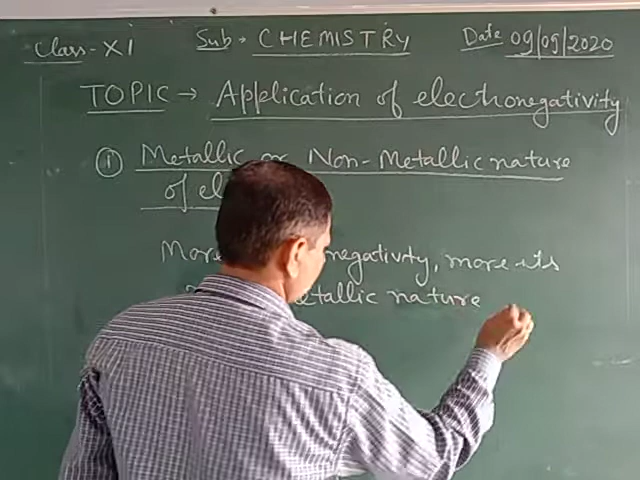 Class - XI Sub - CHEMISTRY Date 09/09/2020
TOPIC → Application of electronegativity
① Metallic or Non-Metallic nature
of el
More negativity, more its
etallic nature